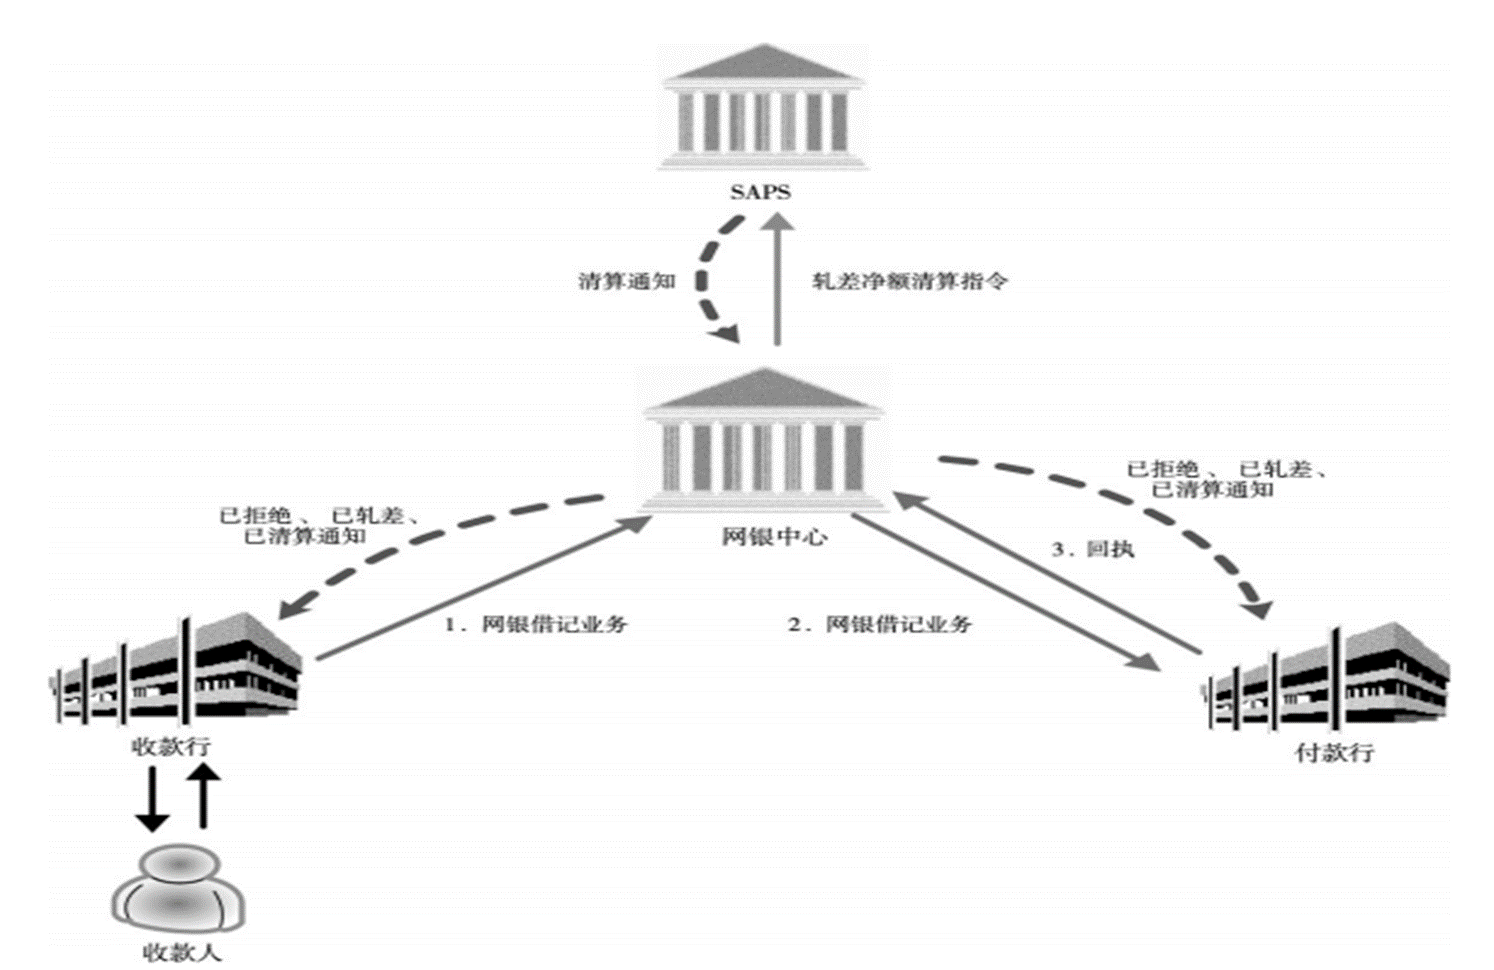 SAPS
清算通知
轧差净额清算指令
已拒绝、已轧差、
已清算通知
已拒绝、已轧差、
已清算通知
网银中心
3. 回执
1. 网银借记业务
2. 网银借记业务
收款行
付款行
收款人